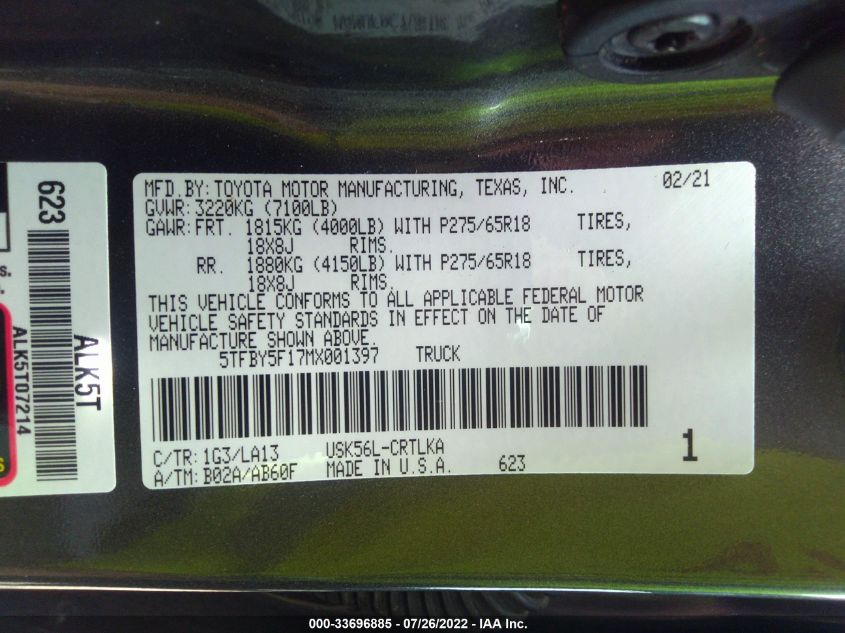 MFD.BY:TOYOTA MOTOR MANUFACTURING, TEXAS, INC. 02/21
GVWR:3220KG (7100LB)
GAWR:FRT. 1815KG (4000LB) WITH P275/65R18 TIRES,
18X8J RIMS.
RR. 1880KG (4150LB) WITH P275/65R18 TIRES,
18X8J RIMS.
THIS VEHICLE CONFORMS TO ALL APPLICABLE FEDERAL MOTOR
VEHICLE SAFETY STANDARDS IN EFFECT ON THE DATE OF
MANUFACTURE SHOWN ABOVE.
5TFBY5F17MX001397 TRUCK
C/TR:1G3/LA13 USK56L-CRTLKA
A/TM:B02A/AB60F MADE IN U.S.A. 623
1
623
ALK5T
ALK5T07214
000-33696885 - 07/26/2022 - IAA Inc.